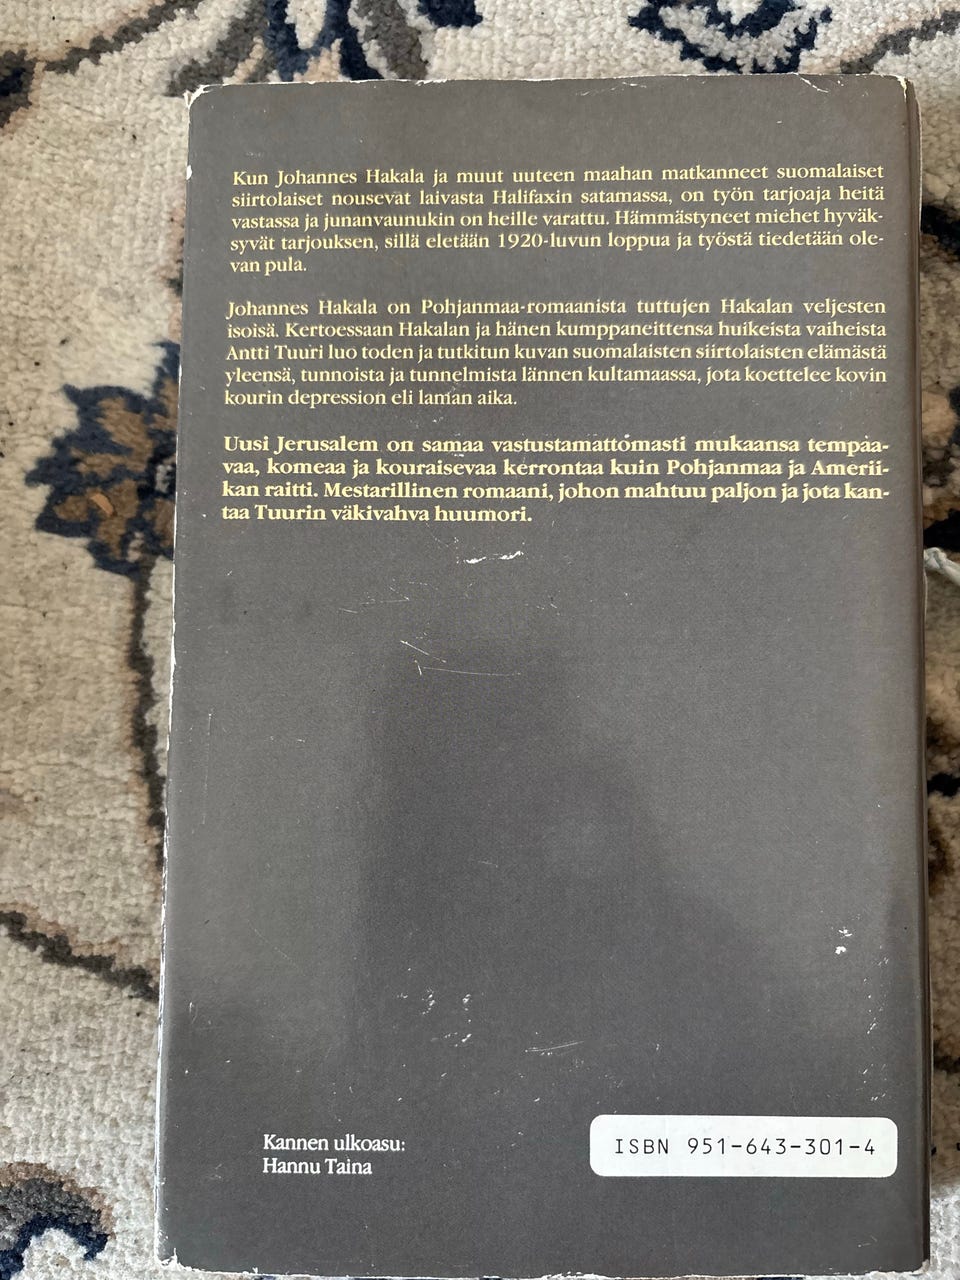 Kun Johannes Hakala ja muut uuteen maahan matkanneet suomalaiset
siirtolaiset nousevat laivasta Halifaxin satamassa, on työn tarjoaja heitä
vastassa ja junanvaunukin on heille varattu. Hämmästyneet miehet hyväk-
syvät tarjouksen, sillä eletään 1920-luvun loppua ja työstä tiedetään ole-
van pula.
Johannes Hakala on Pohjanmaa-romaanista tuttujen Hakalan veljesten
isoisä. Kertoessaan Hakalan ja hänen kumppaneittensa huikeista vaiheista
Antti Tuuri luo toden ja tutkitun kuvan suomalaisten siirtolaisten elämästä
yleensä, tunnoista ja tunnelmista lännen kultamaassa, jota koettelee kovin
kourin depression eli laman aika.
Uusi Jerusalem on samaa vastustamattomasti mukaansa tempaa-
vaa, komeaa ja kouraisevaa kerrontaa kuin Pohjanmaa ja Amerii-
kan raitti. Mestarillinen romaani, johon mahtuu paljon ja jota kan-
taa Tuurin väkivahva huumori.
Kannen ulkoasu:
Hannu Taina
ISBN 951-643-301-4